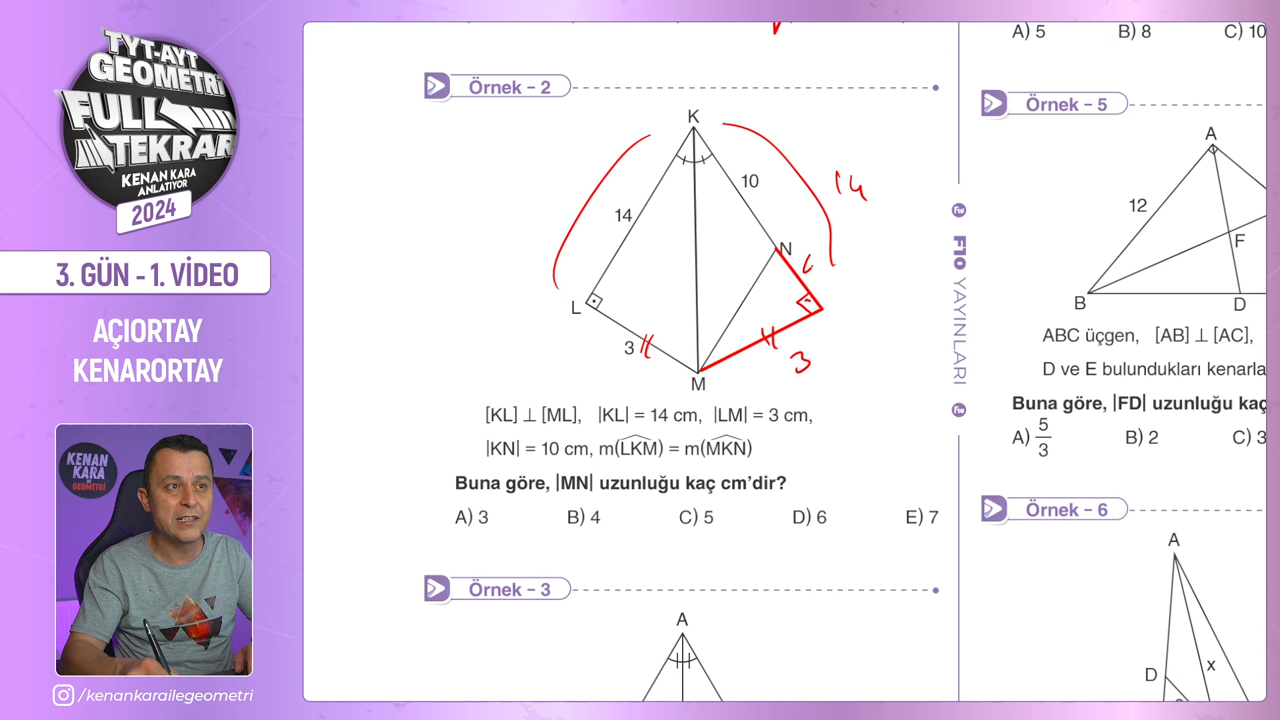 TYT-AYT
GEOMETRİ
FULL
TEKRAR
KENAN KARA
ANLATIYOR
2024
3. GÜN - 1. VİDEO
AÇIORTAY
KENARORTAY
KENAN
KARA
İLE
GEOMETRİ
/kenankarailegeometri
Örnek – 2
K
10
14
14
N
L
3
3
M
[KL] ⊥ [ML], |KL| = 14 cm, |LM| = 3 cm,
|KN| = 10 cm, m(LKM) = m(MKN)
Buna göre, |MN| uzunluğu kaç cm'dir?
A) 3 B) 4 C) 5 D) 6 E) 7
Örnek – 3
A
F10 YAYINLARI
A) 5 B) 8 C) 10
Örnek – 5
A
12
F
B
D
ABC üçgen, [AB] ⊥ [AC],
D ve E bulundukları kenarla
Buna göre, |FD| uzunluğu kaç
A) 5/3 B) 2 C) 3
Örnek – 6
A
D
x